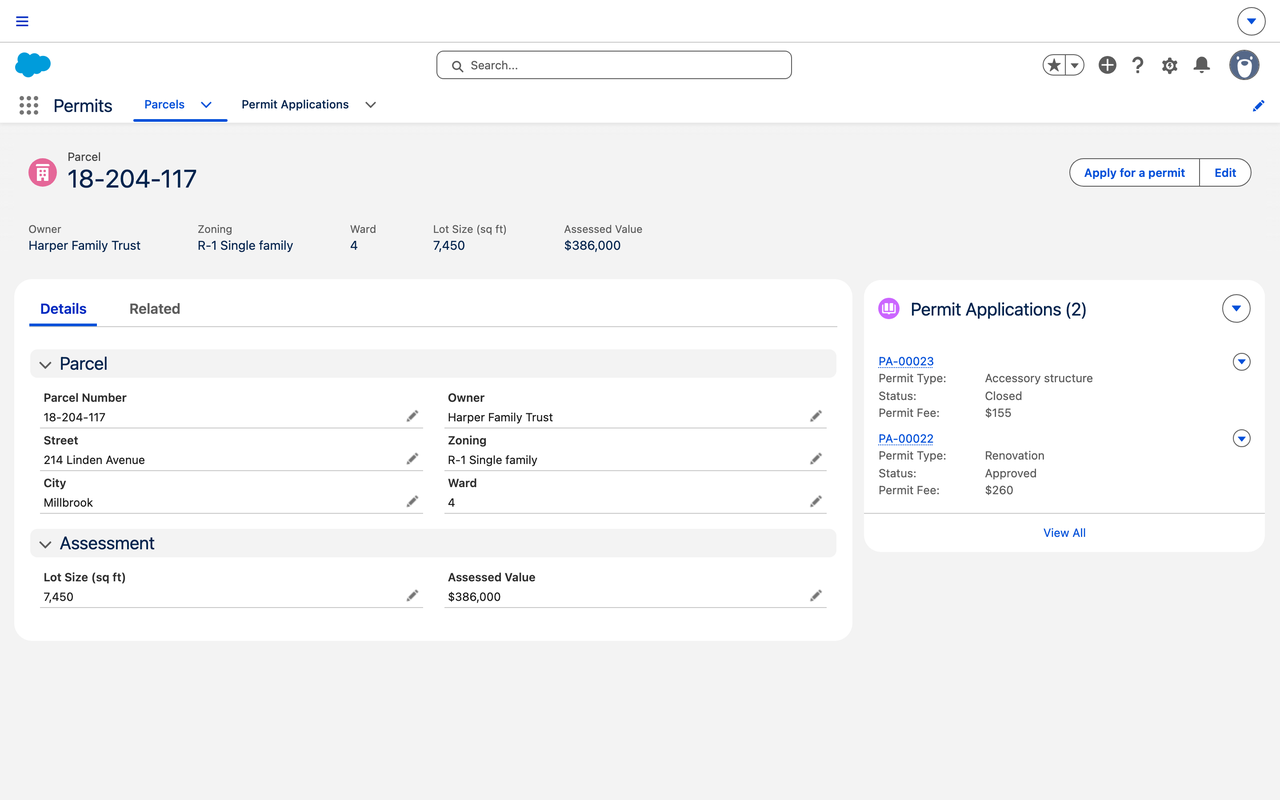 Search...
Permits
Parcels
Permit Applications
Parcel
18-204-117
Apply for a permit
Edit
Owner
Harper Family Trust
Zoning
R-1 Single family
Ward
4
Lot Size (sq ft)
7,450
Assessed Value
$386,000
Details
Related
Parcel
Parcel Number
18-204-117
Owner
Harper Family Trust
Street
214 Linden Avenue
Zoning
R-1 Single family
City
Millbrook
Ward
4
Assessment
Lot Size (sq ft)
7,450
Assessed Value
$386,000
Permit Applications (2)
PA-00023
Permit Type: Accessory structure
Status: Closed
Permit Fee: $155
PA-00022
Permit Type: Renovation
Status: Approved
Permit Fee: $260
View All